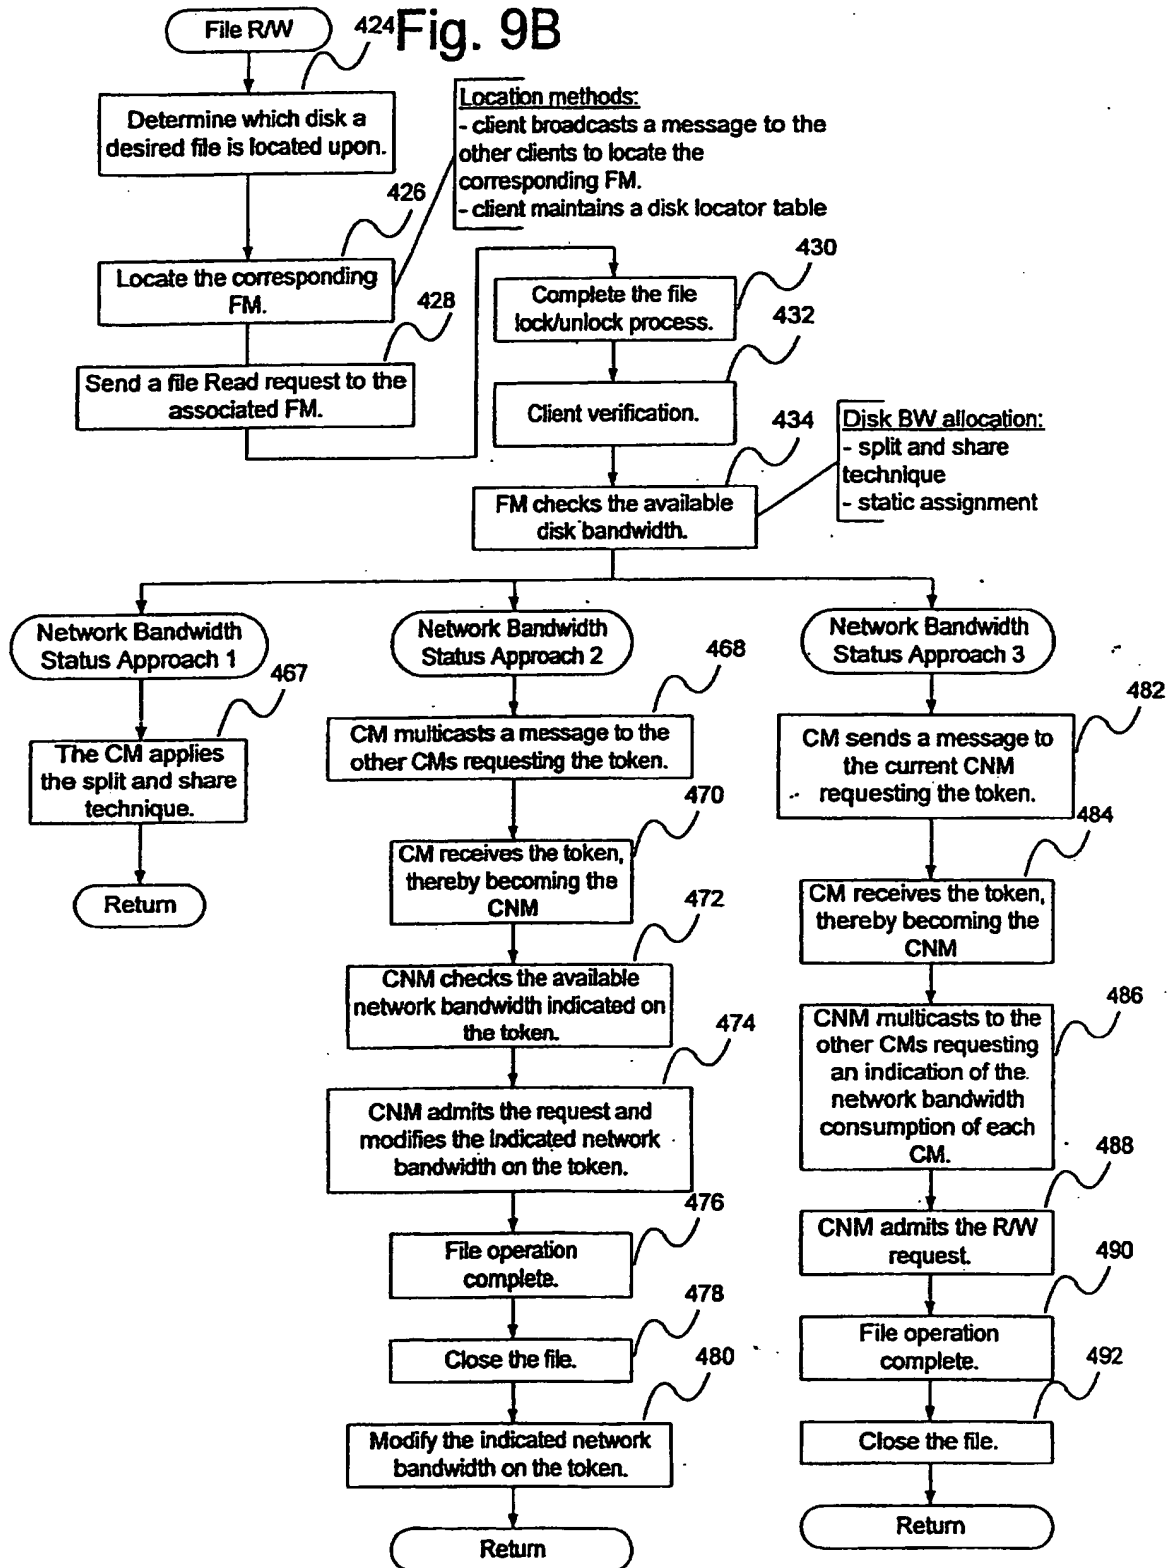 File R/W
424
Fig. 9B
Determine which disk a
desired file is located upon.
Location methods:
- client broadcasts a message to the
other clients to locate the
corresponding FM.
- client maintains a disk locator table
426
Locate the corresponding
FM.
428
Send a file Read request to the
associated FM.
430
Complete the file
lock/unlock process.
432
Client verification.
434
Disk BW allocation:
- split and share
technique
- static assignment
FM checks the available
disk bandwidth.
Network Bandwidth
Status Approach 1
467
The CM applies
the split and share
technique.
Return
Network Bandwidth
Status Approach 2
468
CM multicasts a message to the
other CMs requesting the token.
470
CM receives the token,
thereby becoming the
CNM
472
CNM checks the available
network bandwidth indicated on
the token.
474
CNM admits the request and
modifies the indicated network
bandwidth on the token.
476
File operation
complete.
478
Close the file.
480
Modify the indicated network
bandwidth on the token.
Return
Network Bandwidth
Status Approach 3
482
CM sends a message to
the current CNM
requesting the token.
484
CM receives the token,
thereby becoming the
CNM
486
CNM multicasts to the
other CMs requesting
an indication of the
network bandwidth
consumption of each
CM.
488
CNM admits the R/W
request.
490
File operation
complete.
492
Close the file.
Return